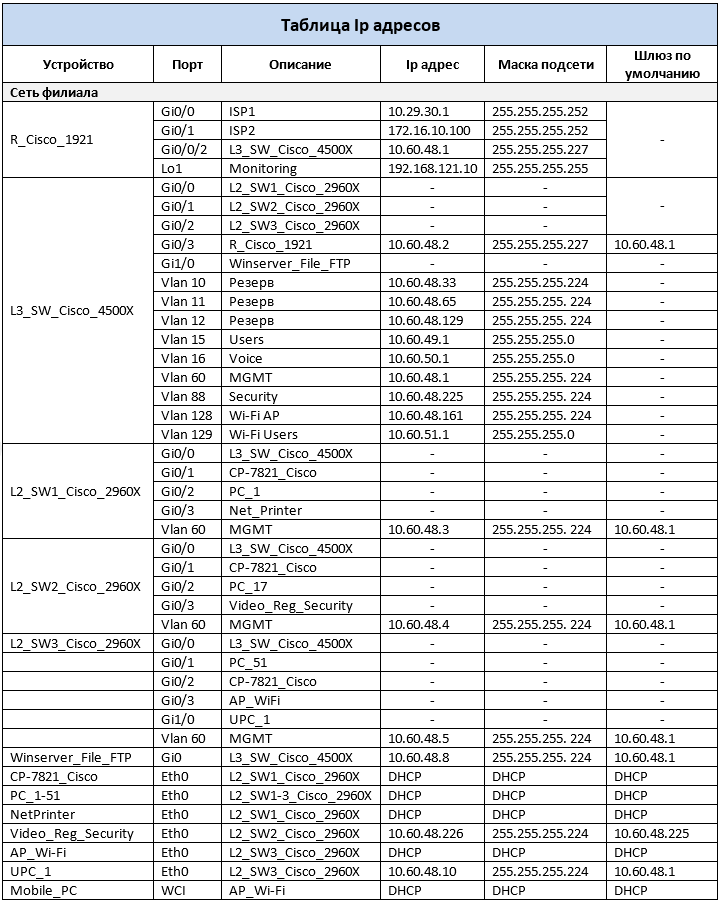 Таблица Ip адресов
Устройство Порт Описание Ip адрес Маска подсети Шлюз по умолчанию
Сеть филиала
R_Cisco_1921 Gi0/0 ISP1 10.29.30.1 255.255.255.252 -
Gi0/1 ISP2 172.16.10.100 255.255.255.252
Gi0/0/2 L3_SW_Cisco_4500X 10.60.48.1 255.255.255.227
Lo1 Monitoring 192.168.121.10 255.255.255.255
L3_SW_Cisco_4500X Gi0/0 L2_SW1_Cisco_2960X - - -
Gi0/1 L2_SW2_Cisco_2960X - -
Gi0/2 L2_SW3_Cisco_2960X - -
Gi0/3 R_Cisco_1921 10.60.48.2 255.255.255.227 10.60.48.1
Gi1/0 Winserver_File_FTP - - -
Vlan 10 Резерв 10.60.48.33 255.255.255.224 -
Vlan 11 Резерв 10.60.48.65 255.255.255. 224 -
Vlan 12 Резерв 10.60.48.129 255.255.255. 224 -
Vlan 15 Users 10.60.49.1 255.255.255.0 -
Vlan 16 Voice 10.60.50.1 255.255.255.0 -
Vlan 60 MGMT 10.60.48.1 255.255.255. 224 -
Vlan 88 Security 10.60.48.225 255.255.255. 224 -
Vlan 128 Wi-Fi AP 10.60.48.161 255.255.255. 224 -
Vlan 129 Wi-Fi Users 10.60.51.1 255.255.255.0 -
L2_SW1_Cisco_2960X Gi0/0 L3_SW_Cisco_4500X - - -
Gi0/1 CP-7821_Cisco - - -
Gi0/2 PC_1 - - -
Gi0/3 Net_Printer - - -
Vlan 60 MGMT 10.60.48.3 255.255.255. 224 10.60.48.1
L2_SW2_Cisco_2960X Gi0/0 L3_SW_Cisco_4500X - - -
Gi0/1 CP-7821_Cisco - - -
Gi0/2 PC_17 - - -
Gi0/3 Video_Reg_Security - - -
Vlan 60 MGMT 10.60.48.4 255.255.255. 224 10.60.48.1
L2_SW3_Cisco_2960X Gi0/0 L3_SW_Cisco_4500X - - -
Gi0/1 PC_51 - - -
Gi0/2 CP-7821_Cisco - - -
Gi0/3 AP_WiFi - - -
Gi1/0 UPC_1 - - -
Vlan 60 MGMT 10.60.48.5 255.255.255. 224 10.60.48.1
Winserver_File_FTP Gi0 L3_SW_Cisco_4500X 10.60.48.8 255.255.255. 224 10.60.48.1
CP-7821_Cisco Eth0 L2_SW1_Cisco_2960X DHCP DHCP DHCP
PC_1-51 Eth0 L2_SW1-3_Cisco_2960X DHCP DHCP DHCP
NetPrinter Eth0 L2_SW1_Cisco_2960X DHCP DHCP DHCP
Video_Reg_Security Eth0 L2_SW2_Cisco_2960X 10.60.48.226 255.255.255.224 10.60.48.225
AP_Wi-Fi Eth0 L2_SW3_Cisco_2960X DHCP DHCP DHCP
UPC_1 Eth0 L2_SW3_Cisco_2960X 10.60.48.10 255.255.255.224 10.60.48.1
Mobile_PC WCI AP_Wi-Fi DHCP DHCP DHCP